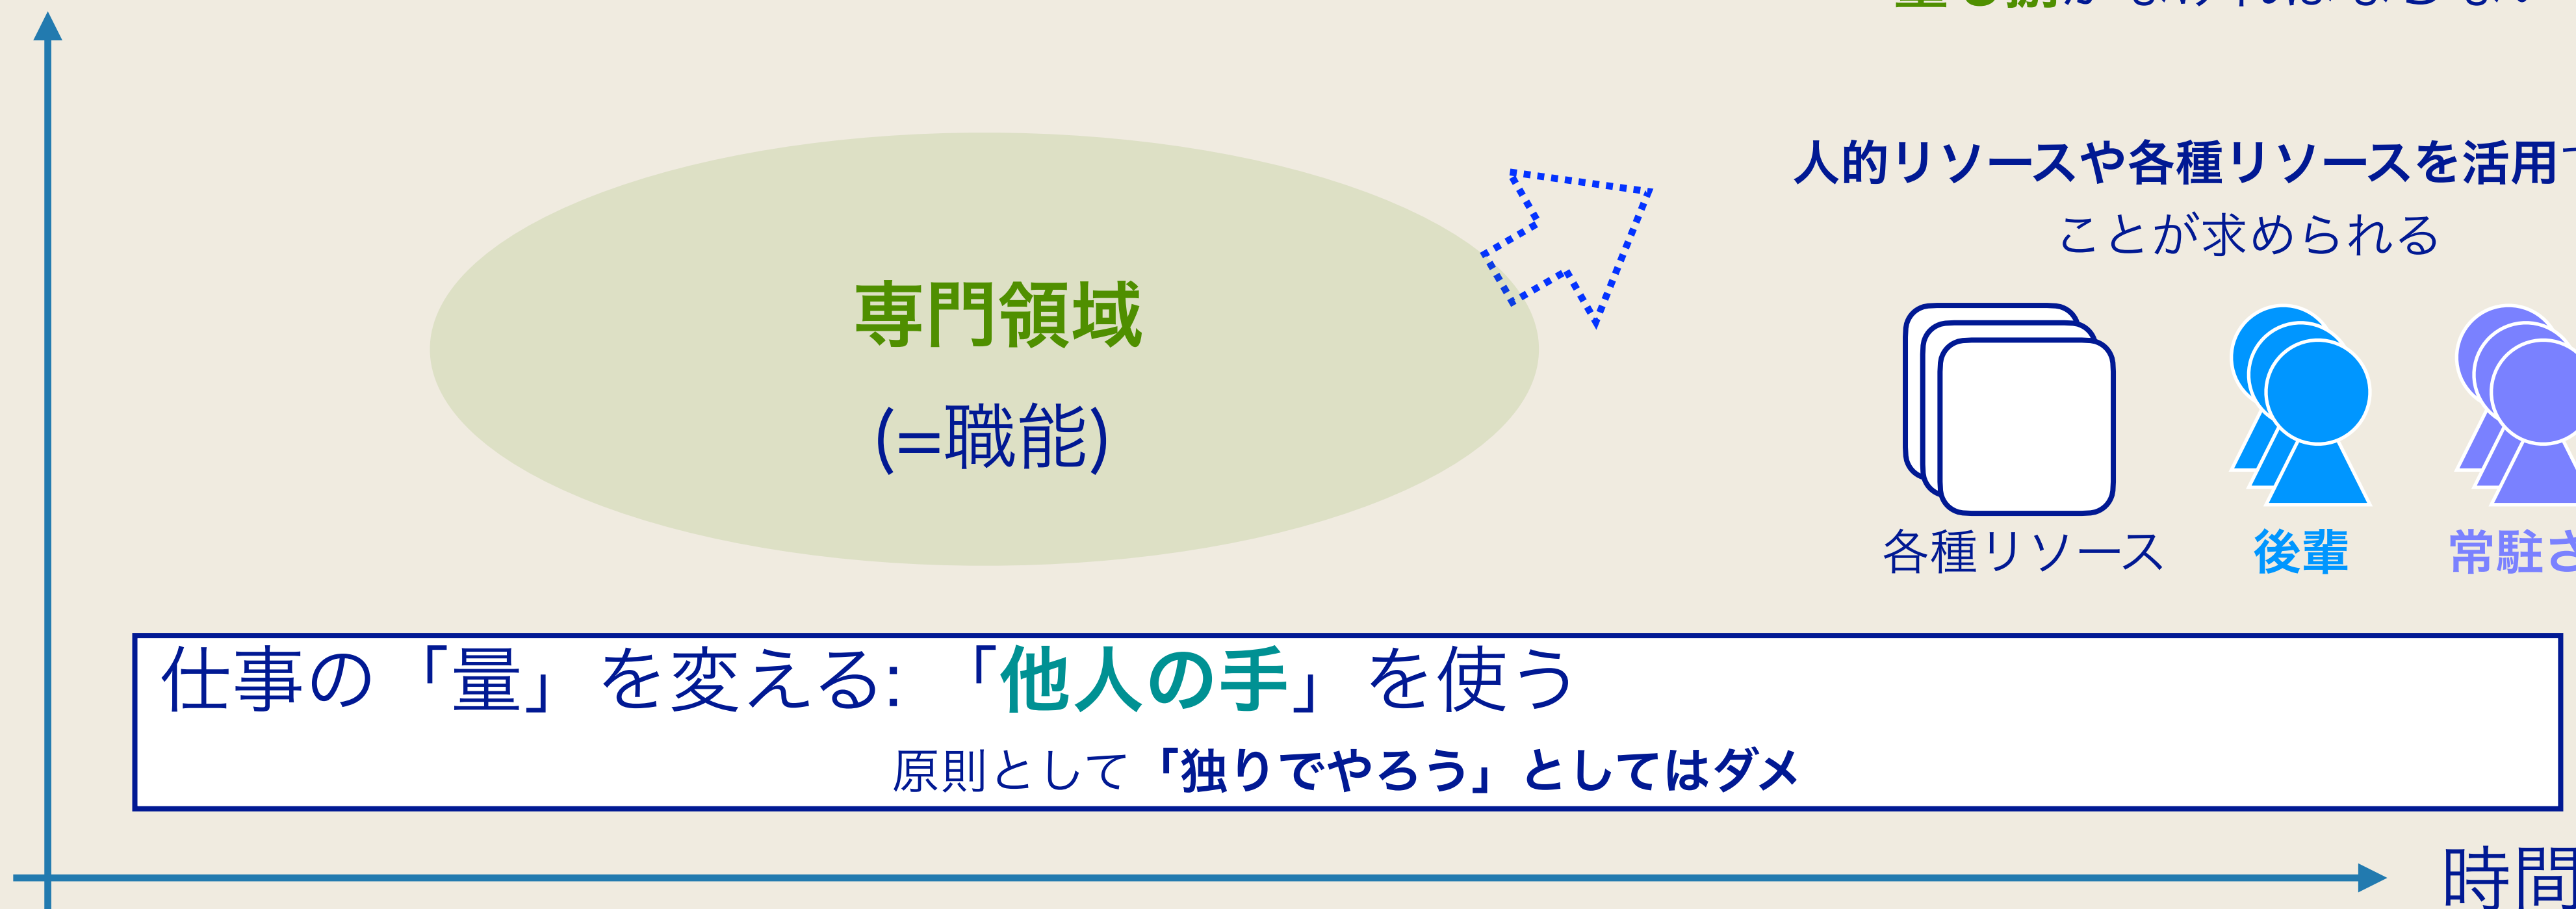 人的リソースや各種リソースを活用
ことが求められる
専門領域
(=職能)
各種リソース
後輩
常駐さ
仕事の「量」を変える: 「他人の手」を使う
原則として「独りでやろう」としてはダメ
時間